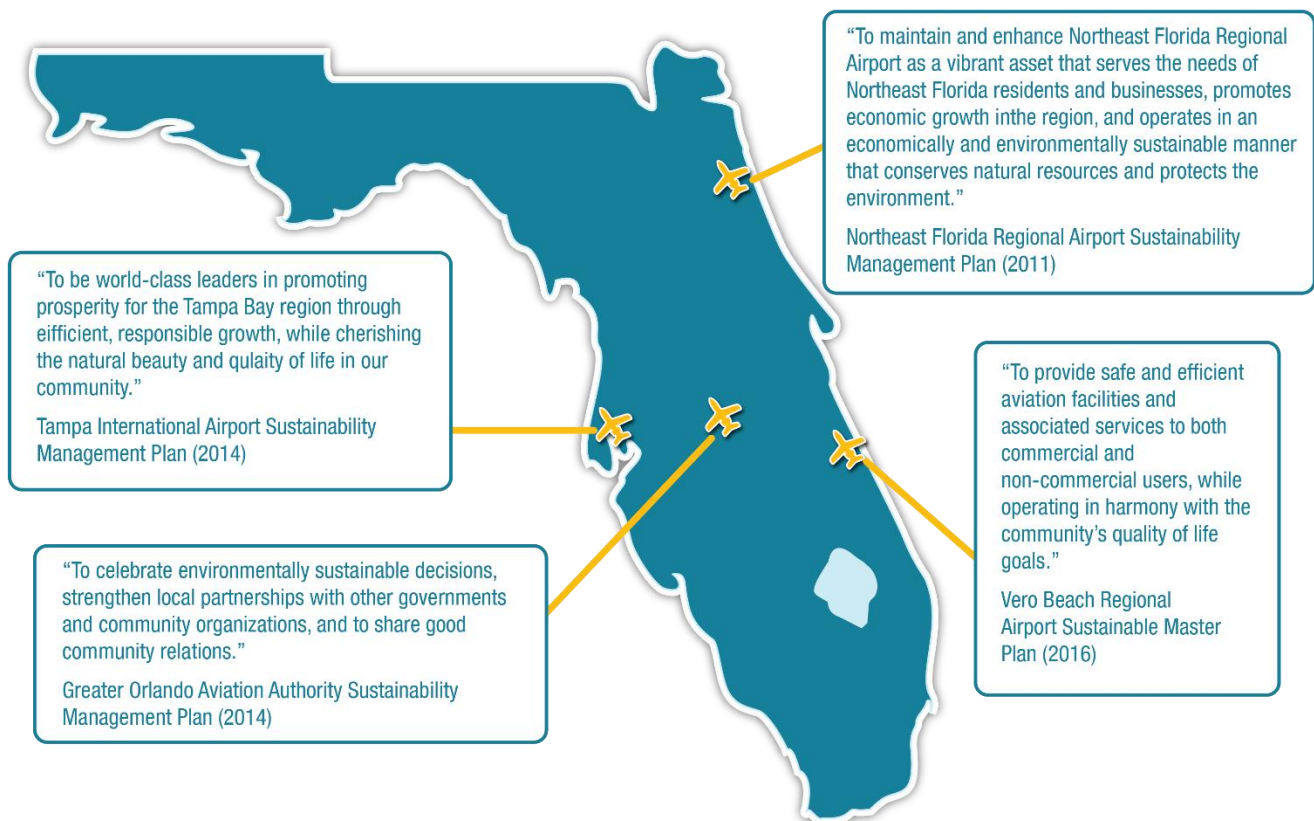 “To maintain and enhance Northeast Florida Regional
Airport as a vibrant asset that serves the needs of
Northeast Florida residents and businesses, promotes
economic growth inthe region, and operates in an
economically and environmentally sustainable manner
that conserves natural resources and protects the
environment.”
Northeast Florida Regional Airport Sustainability
Management Plan (2011)
“To be world-class leaders in promoting
prosperity for the Tampa Bay region through
eifficient, responsible growth, while cherishing
the natural beauty and qulaity of life in our
community.”
Tampa International Airport Sustainability
Management Plan (2014)
“To provide safe and efficient
aviation facilities and
associated services to both
commercial and
non-commercial users, while
operating in harmony with the
community’s quality of life
goals.”
Vero Beach Regional
Airport Sustainable Master
Plan (2016)
“To celebrate environmentally sustainable decisions,
strengthen local partnerships with other governments
and community organizations, and to share good
community relations.”
Greater Orlando Aviation Authority Sustainability
Management Plan (2014)